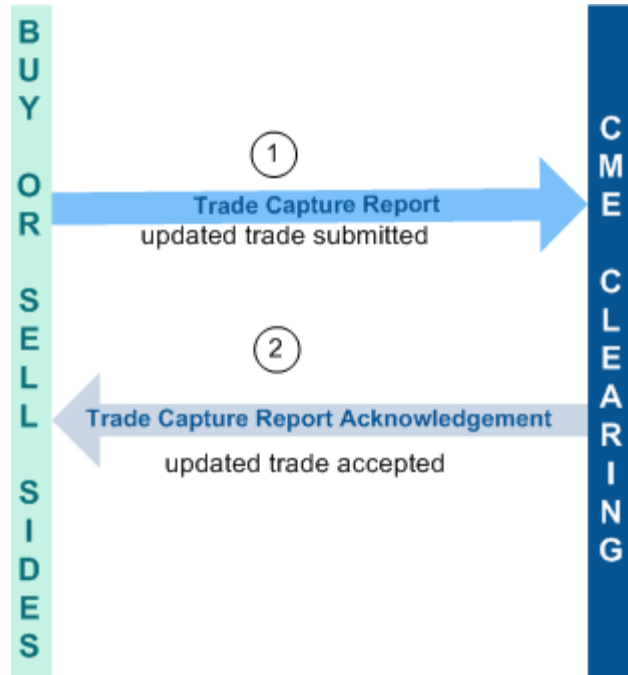 BUY OR SELL SIDES
1
Trade Capture Report
updated trade submitted
2
Trade Capture Report Acknowledgement
updated trade accepted
CME CLEARING